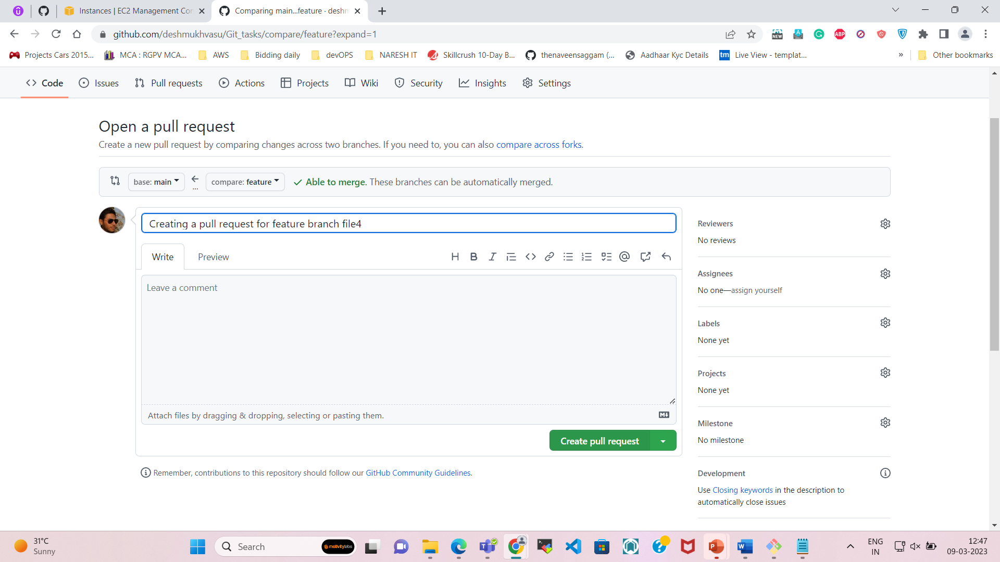 Instances | EC2 Management Con
Comparing main...feature · deshm
github.com/deshmukhvasu/Git_tasks/compare/feature?expand=1
NEW
ABP
Projects Cars 2015...
MCA : RGPV MCA...
AWS
Bidding daily
devOPS
NARESH IT
Skillcrush 10-Day B...
thenaveensaggam (...
Aadhaar Kyc Details
tm
Live View - templat...
»
Other bookmarks
Code
Issues
Pull requests
Actions
Projects
Wiki
Security
Insights
Settings
Open a pull request
Create a new pull request by comparing changes across two branches. If you need to, you can also compare across forks.
base: main
...
compare: feature
Able to merge. These branches can be automatically merged.
Creating a pull request for feature branch file4
Write
Preview
Leave a comment
Attach files by dragging & dropping, selecting or pasting them.
Create pull request
Remember, contributions to this repository should follow our GitHub Community Guidelines.
Reviewers
No reviews
Assignees
No one—assign yourself
Labels
None yet
Projects
None yet
Milestone
No milestone
Development
Use Closing keywords in the description to
automatically close issues
31°C
Sunny
Search
motivitylabs
ENG
IN
12:47
09-03-2023